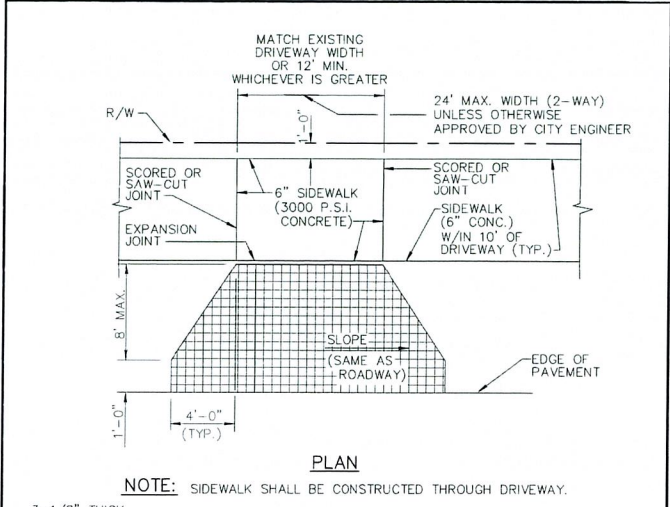 MATCH EXISTING
DRIVEWAY WIDTH
OR 12' MIN.
WHICHEVER IS GREATER
R/W
1'-0"
24' MAX. WIDTH (2-WAY)
UNLESS OTHERWISE
APPROVED BY CITY ENGINEER
SCORED OR
SAW-CUT
JOINT
6" SIDEWALK
(3000 P.S.I.
CONCRETE)
SCORED OR
SAW-CUT
JOINT
EXPANSION
JOINT
SIDEWALK
(6" CONC.)
W/IN 10' OF
DRIVEWAY (TYP.)
8' MAX.
SLOPE
(SAME AS
ROADWAY)
EDGE OF
PAVEMENT
1'-0"
4'-0"
(TYP.)
PLAN
NOTE: SIDEWALK SHALL BE CONSTRUCTED THROUGH DRIVEWAY.